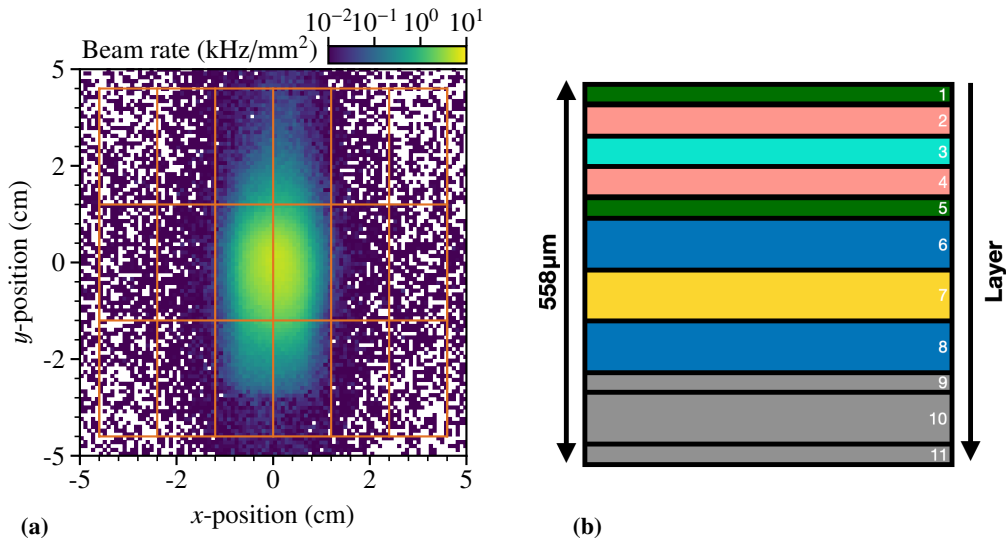 10⁻² 10⁻¹ 10⁰ 10¹
Beam rate (kHz/mm²)
5
2
0
-2
-5
y-position (cm)
-5 -2 0 2 5
x-position (cm)
(a)
558µm
1
2
3
4
5
6
7
8
9
10
11
Layer
(b)